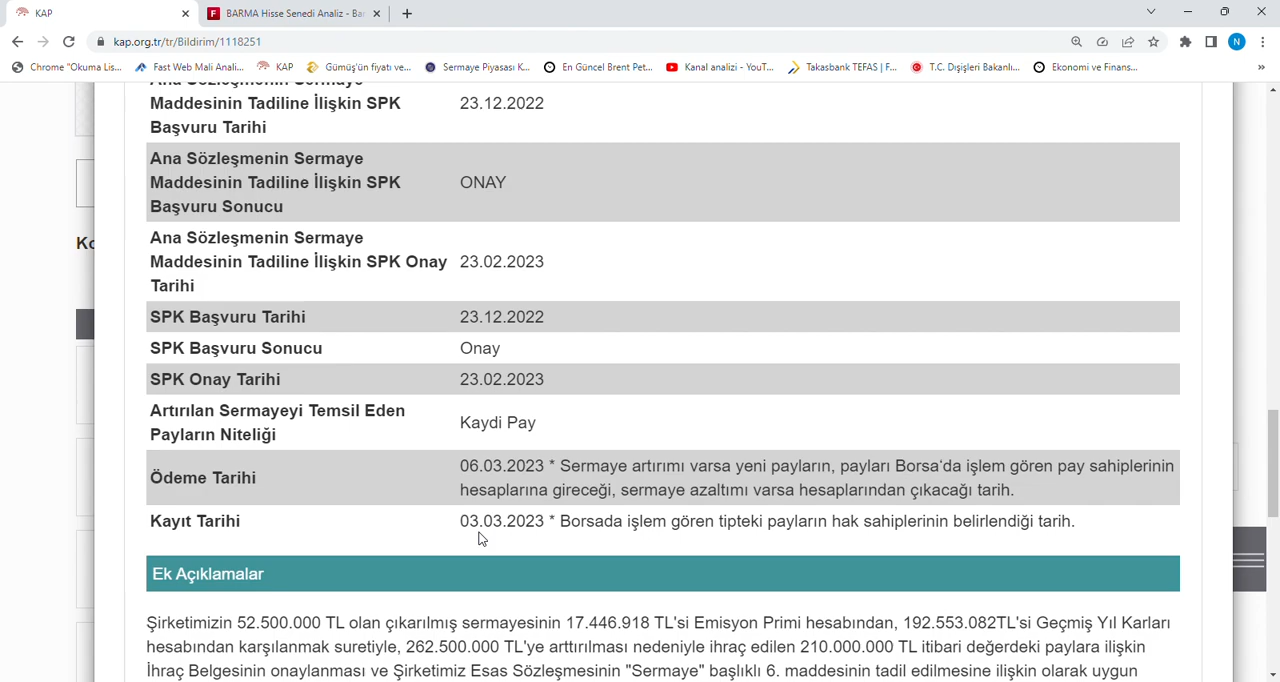 KAP
BARMA Hisse Senedi Analiz - Ba
kap.org.tr/tr/Bildirim/1118251
N
Chrome "Okuma Lis...
Fast Web Mali Anali...
KAP
Gümüş'ün fiyatı ve...
Sermaye Piyasası K...
En Güncel Brent Pet...
Kanal analizi - YouT...
Takasbank TEFAS | F...
T.C. Dışişleri Bakanlı...
Ekonomi ve Finans...
»
Ana Sözleşmenin Sermaye
Maddesinin Tadiline İlişkin SPK
Başvuru Tarihi
23.12.2022
Ana Sözleşmenin Sermaye
Maddesinin Tadiline İlişkin SPK
Başvuru Sonucu
ONAY
Ko
Ana Sözleşmenin Sermaye
Maddesinin Tadiline İlişkin SPK Onay
Tarihi
23.02.2023
SPK Başvuru Tarihi 23.12.2022
SPK Başvuru Sonucu Onay
SPK Onay Tarihi 23.02.2023
Artırılan Sermayeyi Temsil Eden
Payların Niteliği
Kaydi Pay
Ödeme Tarihi
06.03.2023 * Sermaye artırımı varsa yeni payların, payları Borsa'da işlem gören pay sahiplerinin
hesaplarına gireceği, sermaye azaltımı varsa hesaplarından çıkacağı tarih.
Kayıt Tarihi 03.03.2023 * Borsada işlem gören tipteki payların hak sahiplerinin belirlendiği tarih.
Ek Açıklamalar
Şirketimizin 52.500.000 TL olan çıkarılmış sermayesinin 17.446.918 TL'si Emisyon Primi hesabından, 192.553.082TL'si Geçmiş Yıl Karları
hesabından karşılanmak suretiyle, 262.500.000 TL'ye arttırılması nedeniyle ihraç edilen 210.000.000 TL itibari değerdeki paylara ilişkin
İhraç Belgesinin onaylanması ve Şirketimiz Esas Sözleşmesinin "Sermaye" başlıklı 6. maddesinin tadil edilmesine ilişkin olarak uygun